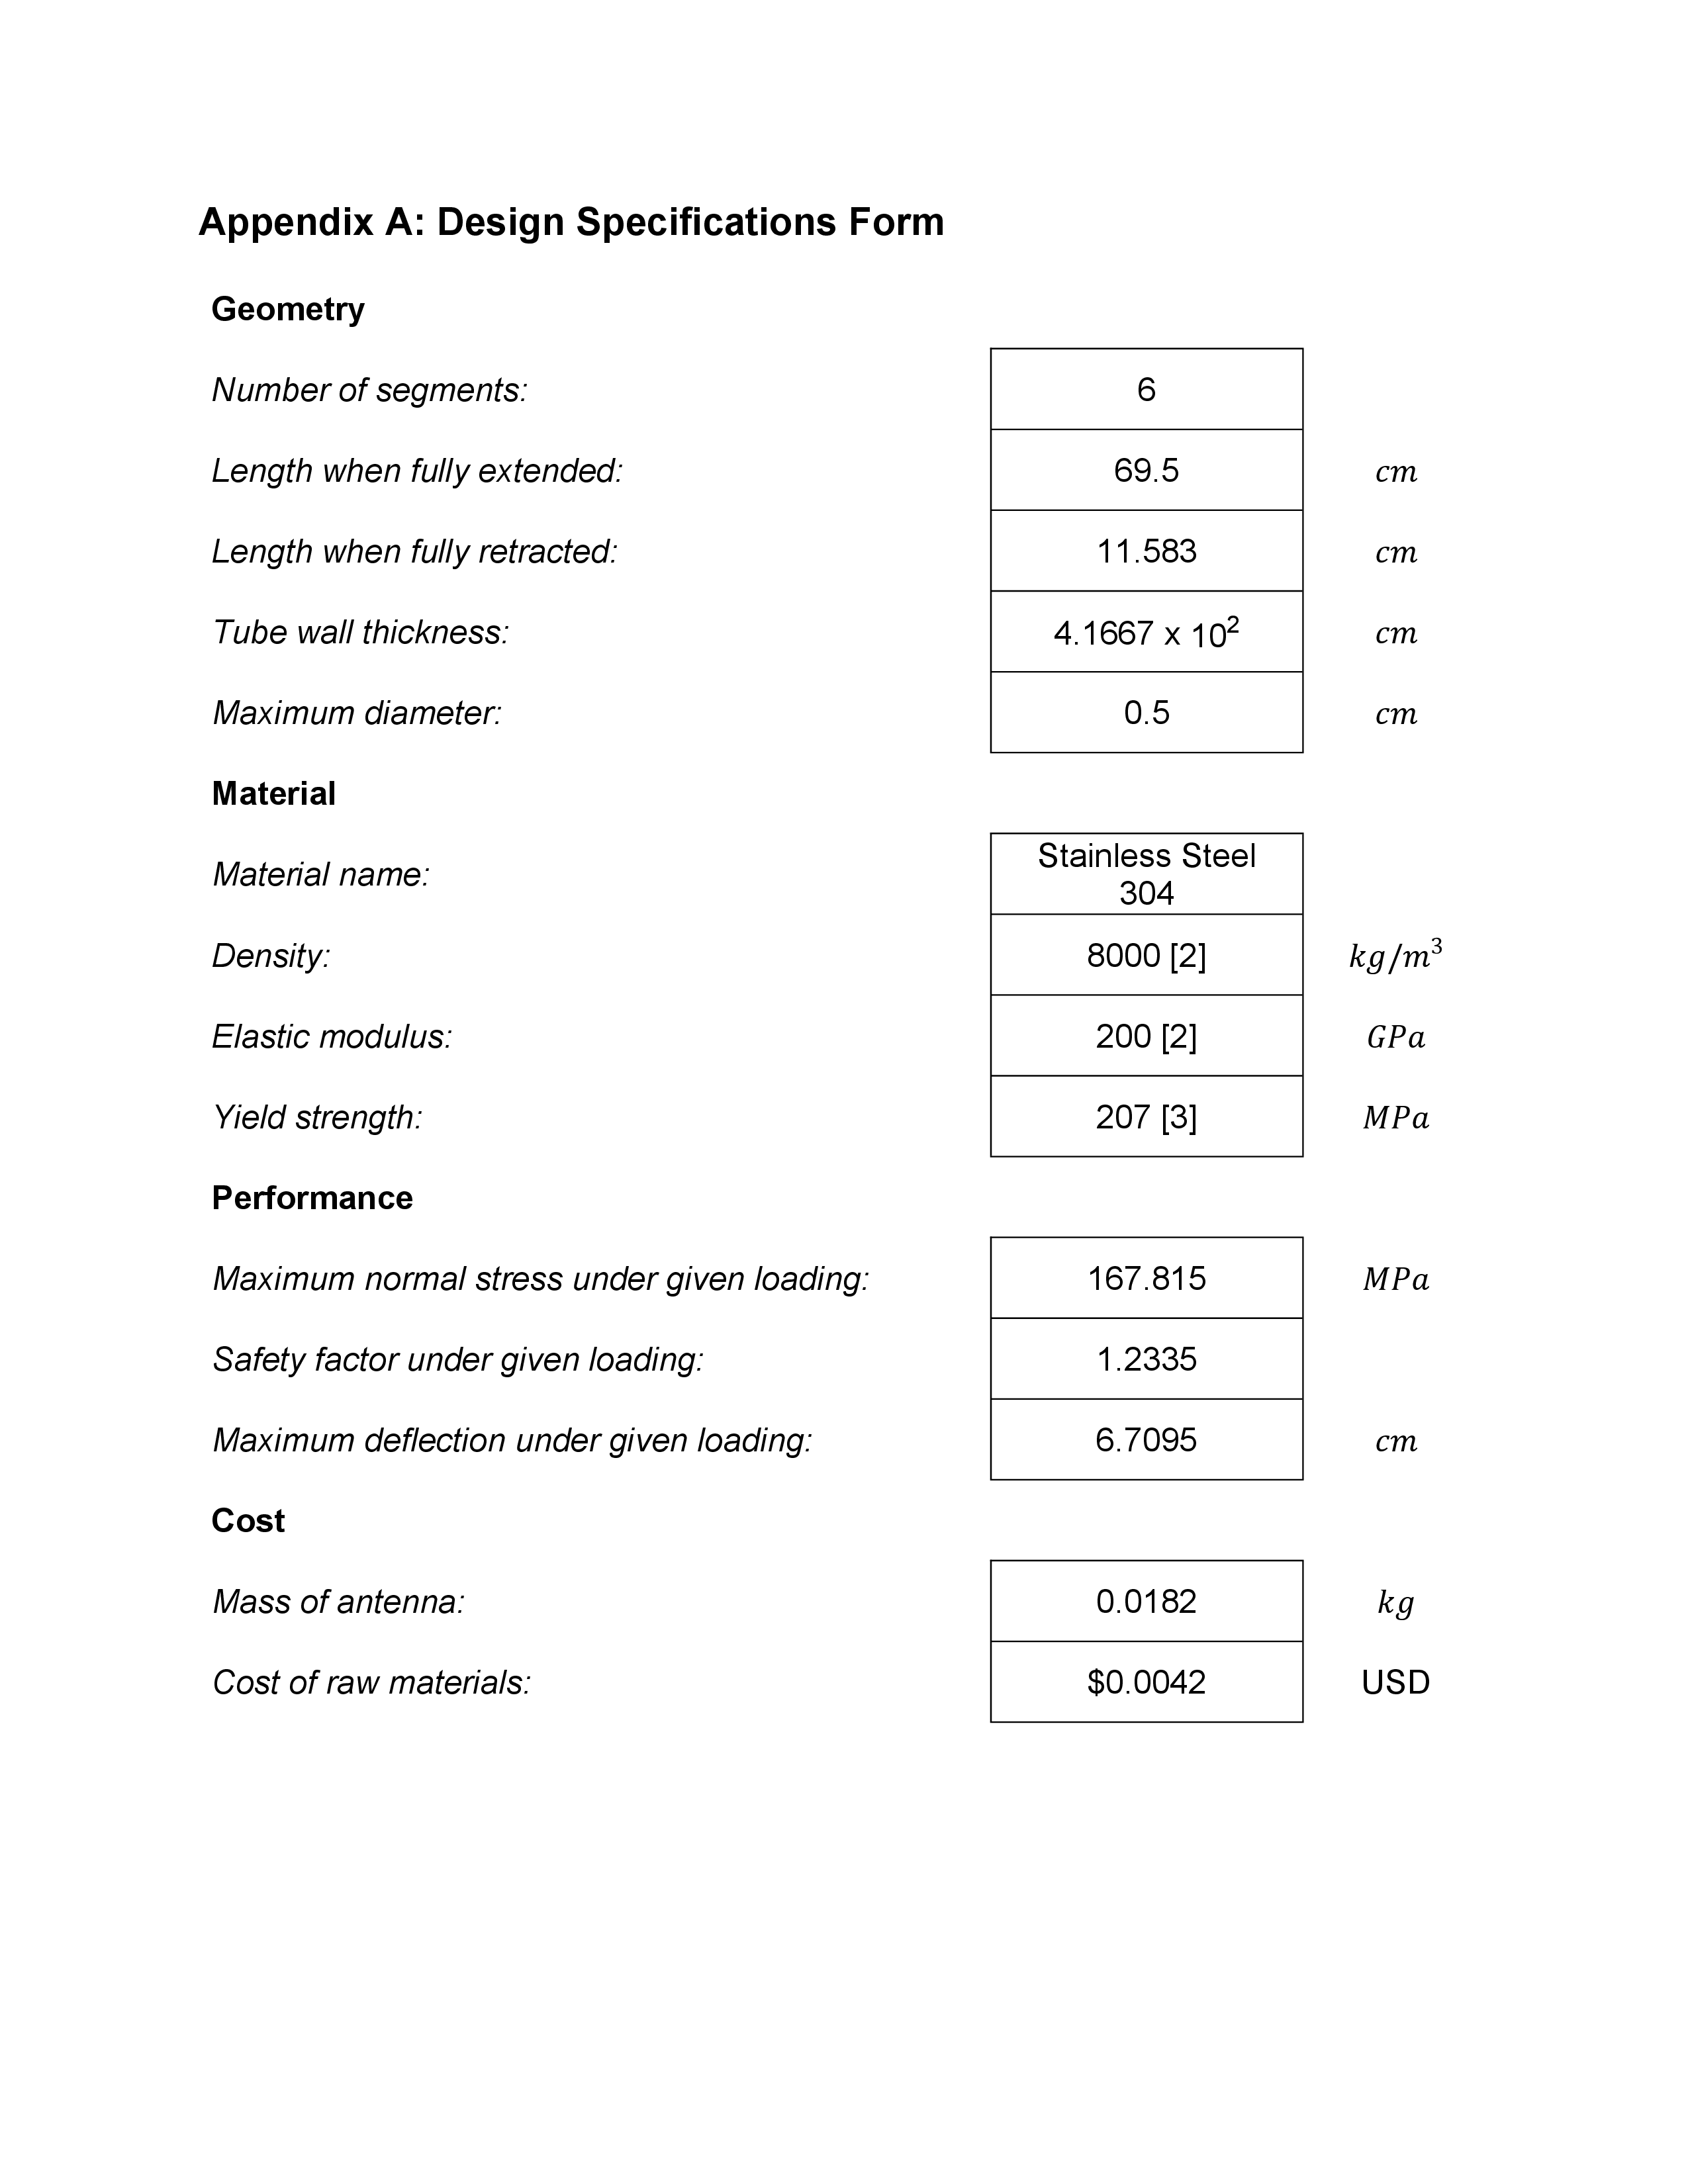 Appendix A: Design Specifications Form
Geometry
Number of segments: 6
Length when fully extended: 69.5 cm
Length when fully retracted: 11.583 cm
Tube wall thickness: 4.1667 x 10² cm
Maximum diameter: 0.5 cm
Material
Material name: Stainless Steel
304
Density: 8000 [2] kg/m³
Elastic modulus: 200 [2] GPa
Yield strength: 207 [3] MPa
Performance
Maximum normal stress under given loading: 167.815 MPa
Safety factor under given loading: 1.2335
Maximum deflection under given loading: 6.7095 cm
Cost
Mass of antenna: 0.0182 kg
Cost of raw materials: $0.0042 USD